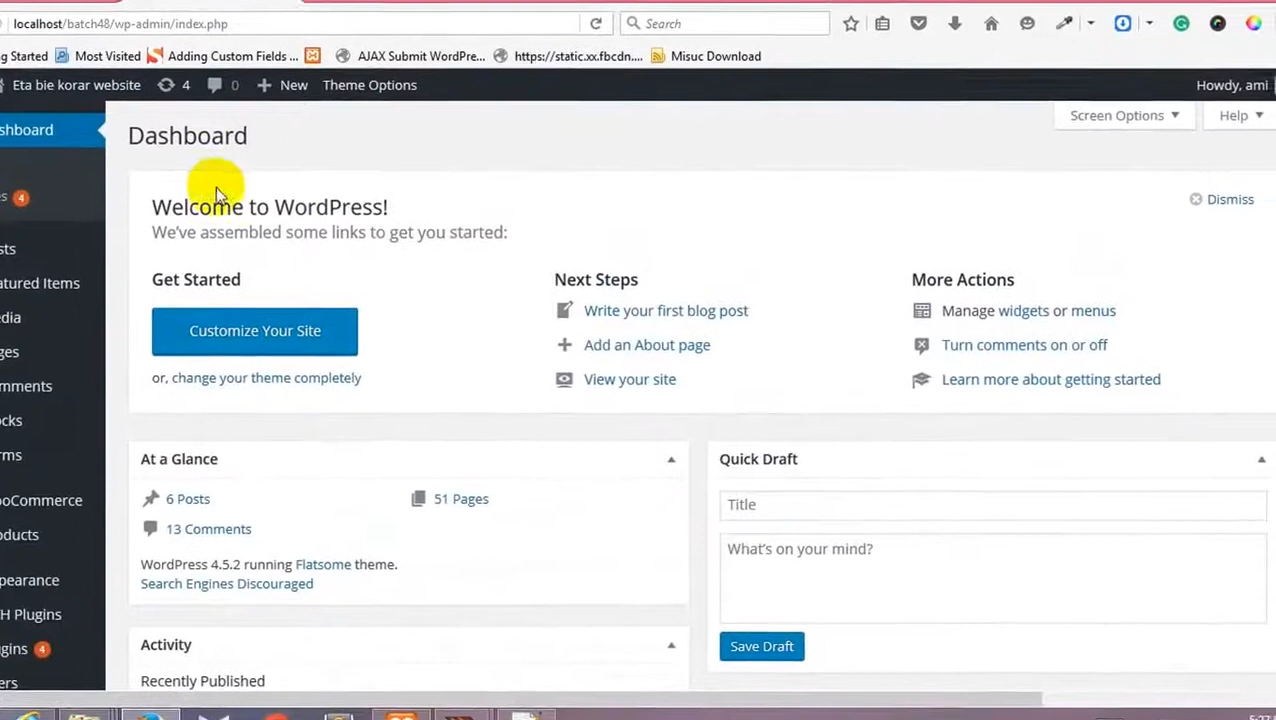 localhost/batch48/wp-admin/index.php
Search
ng Started
Most Visited
Adding Custom Fields ...
AJAX Submit WordPre...
https://static.xx.fbcdn....
Misuc Download
Eta bie korar website
4
0
New
Theme Options
Howdy, ami
shboard
Dashboard
Screen Options
Help
es 4
Welcome to WordPress!
Dismiss
We've assembled some links to get you started:
sts
Get Started
Next Steps
More Actions
atured Items
Customize Your Site
Write your first blog post
Manage widgets or menus
edia
Add an About page
Turn comments on or off
ges
or, change your theme completely
View your site
Learn more about getting started
mments
ocks
rms
At a Glance
Quick Draft
ooCommerce
6 Posts
51 Pages
Title
oducts
13 Comments
What's on your mind?
WordPress 4.5.2 running Flatsome theme.
pearance
Search Engines Discouraged
H Plugins
gins 4
Activity
Save Draft
ers
Recently Published